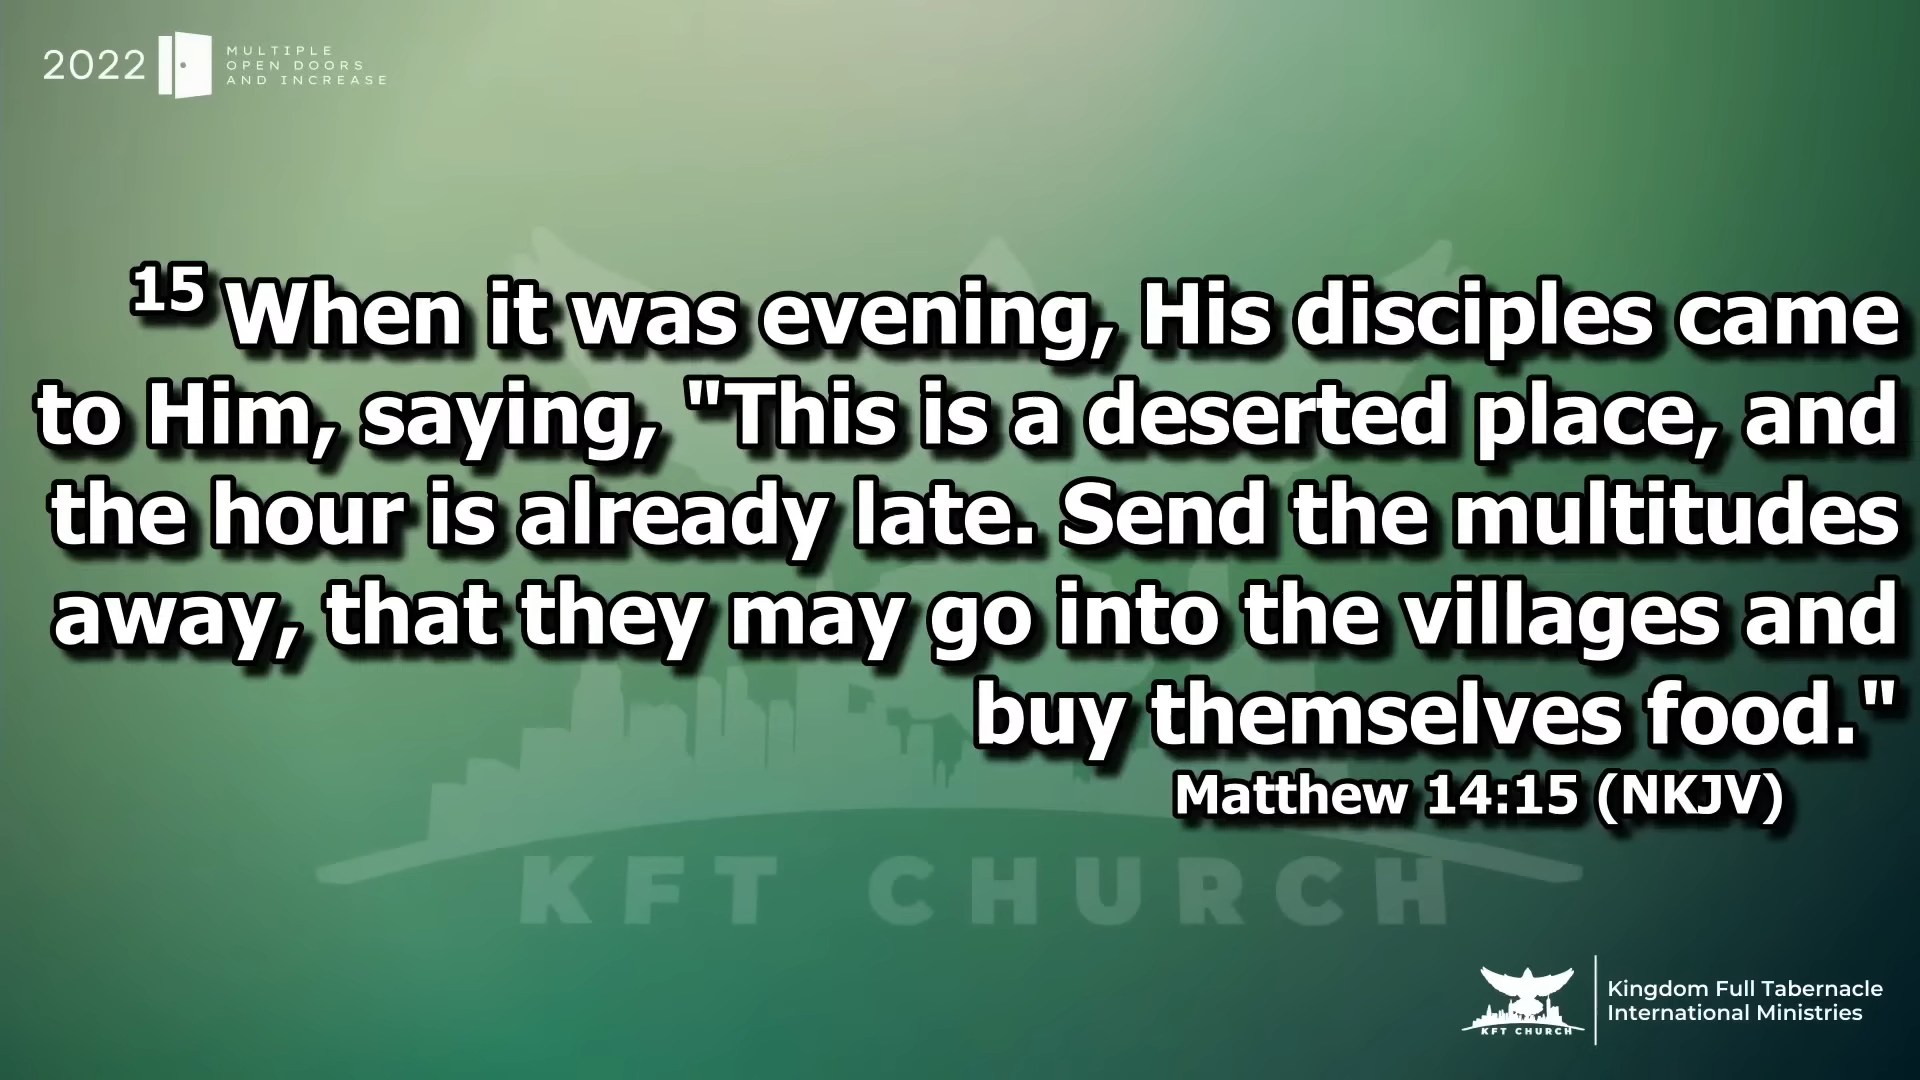 2022
MULTIPLE
OPEN DOORS
AND INCREASE
15 When it was evening, His disciples came
to Him, saying, "This is a deserted place, and
the hour is already late. Send the multitudes
away, that they may go into the villages and
buy themselves food."
Matthew 14:15 (NKJV)
KFT CHURCH
KFT CHURCH
Kingdom Full Tabernacle
International Ministries